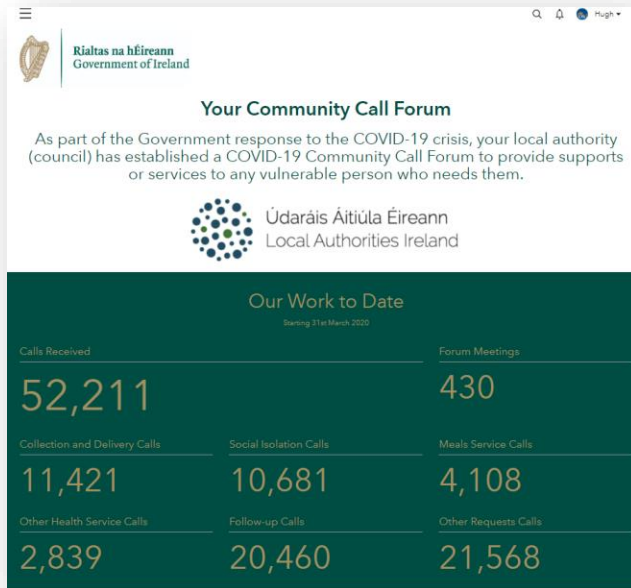 Hugh
Rialtas na hÉireann
Government of Ireland
Your Community Call Forum
As part of the Government response to the COVID-19 crisis, your local authority
(council) has established a COVID-19 Community Call Forum to provide supports
or services to any vulnerable person who needs them.
Údaráis Áitiúla Éireann
Local Authorities Ireland
Our Work to Date
Starting 31st March 2020
Calls Received
52,211
Forum Meetings
430
Collection and Delivery Calls
11,421
Social Isolation Calls
10,681
Meals Service Calls
4,108
Other Health Service Calls
2,839
Follow-up Calls
20,460
Other Requests Calls
21,568